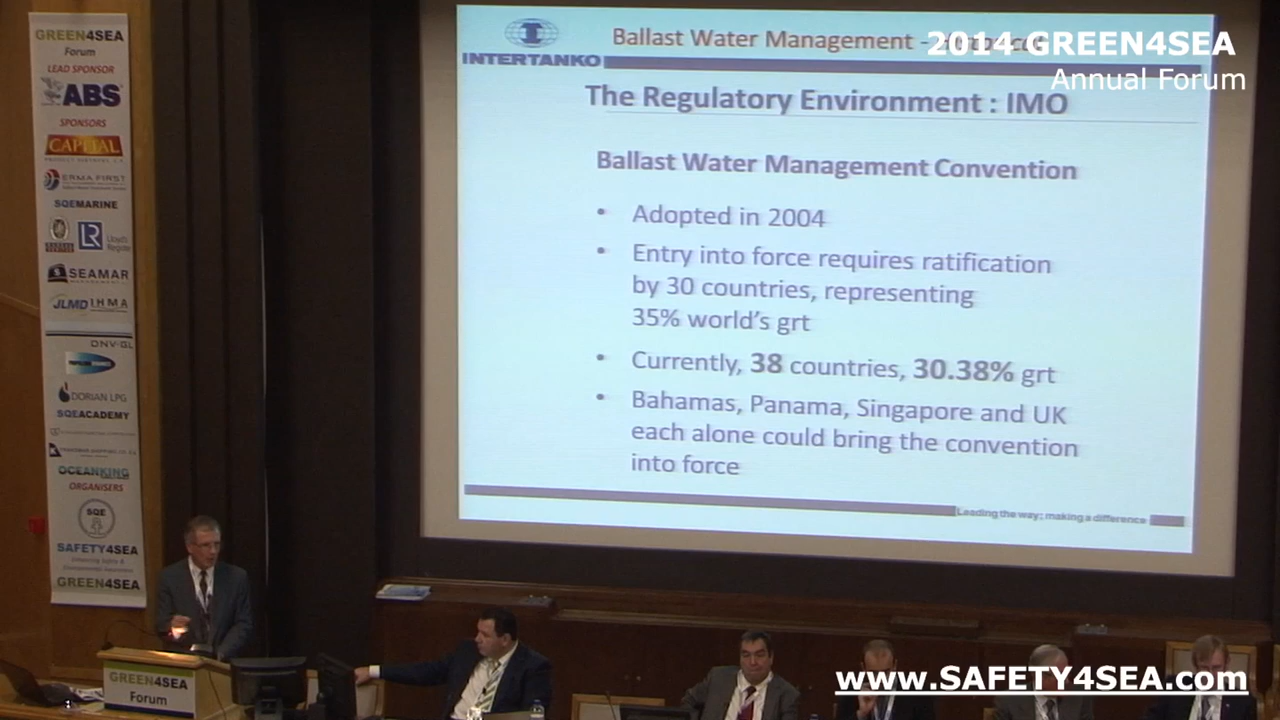 GREEN4SEA
Forum
LEAD SPONSOR
ABS
SPONSORS
CAPITAL
ERMA FIRST
SQEMARINE
LR
Lloyd's
Register
SEAMAR
JLMD
IHMA
DNV·GL
DORIAN LPG
SQEACADEMY
OCEANKING
ORGANISERS
SQE
SAFETY4SEA
GREEN4SEA
INTERTANKO
Ballast Water Management -
2014 GREEN4SEA
Annual Forum
The Regulatory Environment : IMO
Ballast Water Management Convention
• Adopted in 2004
• Entry into force requires ratification
by 30 countries, representing
35% world's grt
• Currently, 38 countries, 30.38% grt
• Bahamas, Panama, Singapore and UK
each alone could bring the convention
into force
Leading the way; making a difference
GREEN4SEA
Forum
www.SAFETY4SEA.com